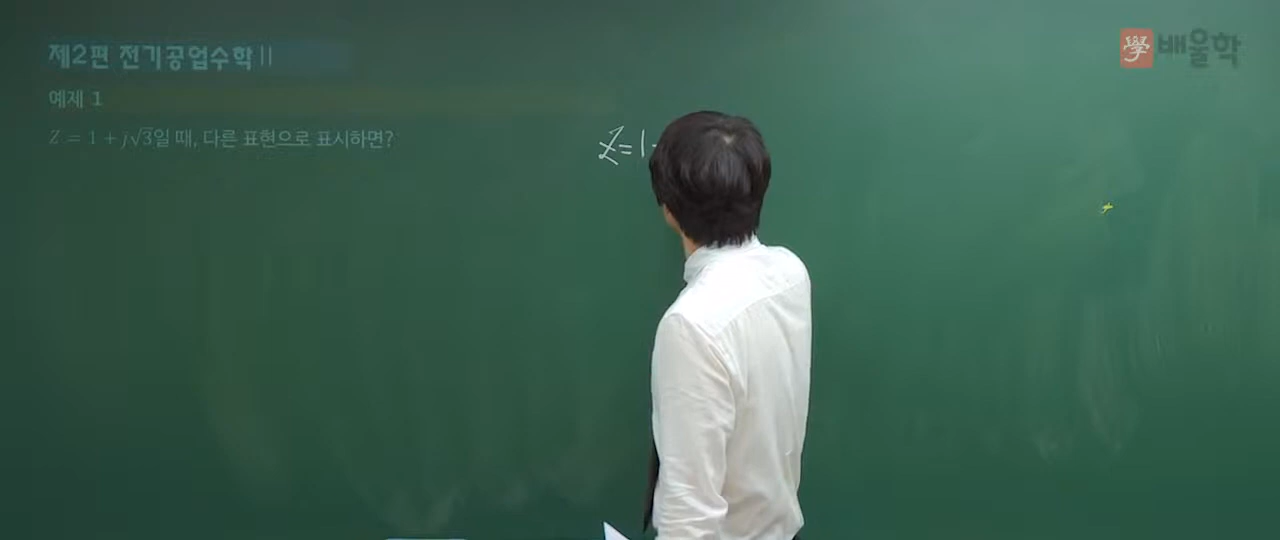 제2편 전기공업수학 II
學 배울학
예제 1
Z = 1 + j√3일 때, 다른 표현으로 표시하면?
Z=1